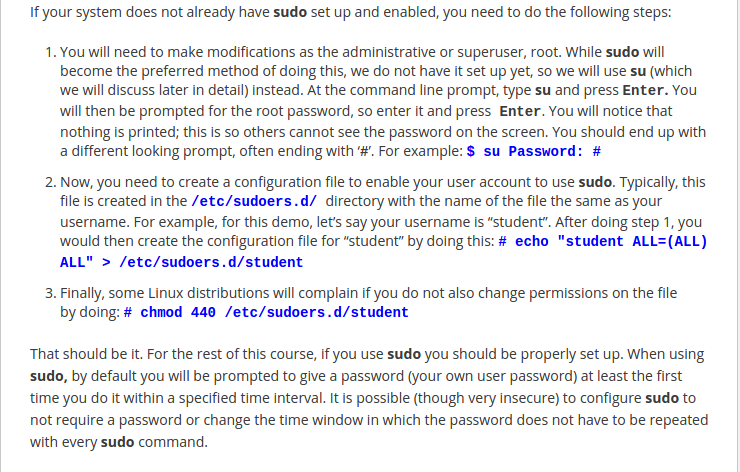 If your system does not already have sudo set up and enabled, you need to do the following steps:
1. You will need to make modifications as the administrative or superuser, root. While sudo will
become the preferred method of doing this, we do not have it set up yet, so we will use su (which
we will discuss later in detail) instead. At the command line prompt, type su and press Enter. You
will then be prompted for the root password, so enter it and press Enter. You will notice that
nothing is printed; this is so others cannot see the password on the screen. You should end up with
a different looking prompt, often ending with ‘#’. For example: $ su Password: #
2. Now, you need to create a configuration file to enable your user account to use sudo. Typically, this
file is created in the /etc/sudoers.d/ directory with the name of the file the same as your
username. For example, for this demo, let’s say your username is “student”. After doing step 1, you
would then create the configuration file for “student” by doing this: # echo "student ALL=(ALL)
ALL" > /etc/sudoers.d/student
3. Finally, some Linux distributions will complain if you do not also change permissions on the file
by doing: # chmod 440 /etc/sudoers.d/student
That should be it. For the rest of this course, if you use sudo you should be properly set up. When using
sudo, by default you will be prompted to give a password (your own user password) at least the first
time you do it within a specified time interval. It is possible (though very insecure) to configure sudo to
not require a password or change the time window in which the password does not have to be repeated
with every sudo command.